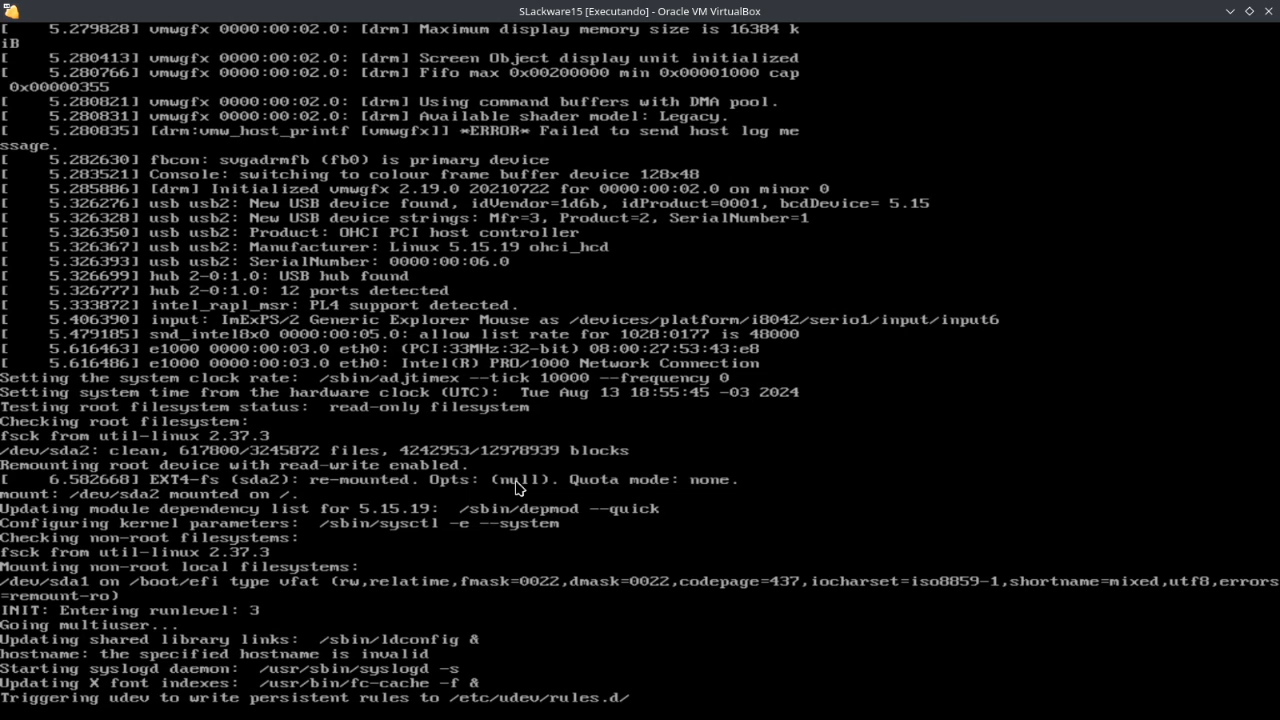 SLackware15 [Executando] - Oracle VM VirtualBox
[    5.279828] vmwgfx 0000:00:02.0: [drm] Maximum display memory size is 16384 k
iB
[    5.280413] vmwgfx 0000:00:02.0: [drm] Screen Object display unit initialized
[    5.280766] vmwgfx 0000:00:02.0: [drm] Fifo max 0x00200000 min 0x00001000 cap
 0x00000355
[    5.280821] vmwgfx 0000:00:02.0: [drm] Using command buffers with DMA pool.
[    5.280831] vmwgfx 0000:00:02.0: [drm] Available shader model: Legacy.
[    5.280835] [drm:vmw_host_printf [vmwgfx]] *ERROR* Failed to send host log me
ssage.
[    5.282630] fbcon: svgadrmfb (fb0) is primary device
[    5.283521] Console: switching to colour frame buffer device 128x48
[    5.285886] [drm] Initialized vmwgfx 2.19.0 20210722 for 0000:00:02.0 on minor 0
[    5.326276] usb usb2: New USB device found, idVendor=1d6b, idProduct=0001, bcdDevice= 5.15
[    5.326328] usb usb2: New USB device strings: Mfr=3, Product=2, SerialNumber=1
[    5.326350] usb usb2: Product: OHCI PCI host controller
[    5.326367] usb usb2: Manufacturer: Linux 5.15.19 ohci_hcd
[    5.326393] usb usb2: SerialNumber: 0000:00:06.0
[    5.326699] hub 2-0:1.0: USB hub found
[    5.326777] hub 2-0:1.0: 12 ports detected
[    5.333872] intel_rapl_msr: PL4 support detected.
[    5.406390] input: ImExPS/2 Generic Explorer Mouse as /devices/platform/i8042/serio1/input/input6
[    5.479185] snd_intel8x0 0000:00:05.0: allow list rate for 1028:0177 is 48000
[    5.616463] e1000 0000:00:03.0 eth0: (PCI:33MHz:32-bit) 08:00:27:53:43:e8
[    5.616486] e1000 0000:00:03.0 eth0: Intel(R) PRO/1000 Network Connection
Setting the system clock rate:  /sbin/adjtimex --tick 10000 --frequency 0
Setting system time from the hardware clock (UTC):  Tue Aug 13 18:55:45 -03 2024
Testing root filesystem status:  read-only filesystem
Checking root filesystem:
fsck from util-linux 2.37.3
/dev/sda2: clean, 617800/3245872 files, 4242953/12978939 blocks
Remounting root device with read-write enabled.
[    6.582668] EXT4-fs (sda2): re-mounted. Opts: (null). Quota mode: none.
mount: /dev/sda2 mounted on /.
Updating module dependency list for 5.15.19:  /sbin/depmod --quick
Configuring kernel parameters:  /sbin/sysctl -e --system
Checking non-root filesystems:
fsck from util-linux 2.37.3
Mounting non-root local filesystems:
/dev/sda1 on /boot/efi type vfat (rw,relatime,fmask=0022,dmask=0022,codepage=437,iocharset=iso8859-1,shortname=mixed,utf8,errors
=remount-ro)
INIT: Entering runlevel: 3
Going multiuser...
Updating shared library links:  /sbin/ldconfig &
hostname: the specified hostname is invalid
Starting syslogd daemon:  /usr/sbin/syslogd -s
Updating X font indexes:  /usr/bin/fc-cache -f &
Triggering udev to write persistent rules to /etc/udev/rules.d/